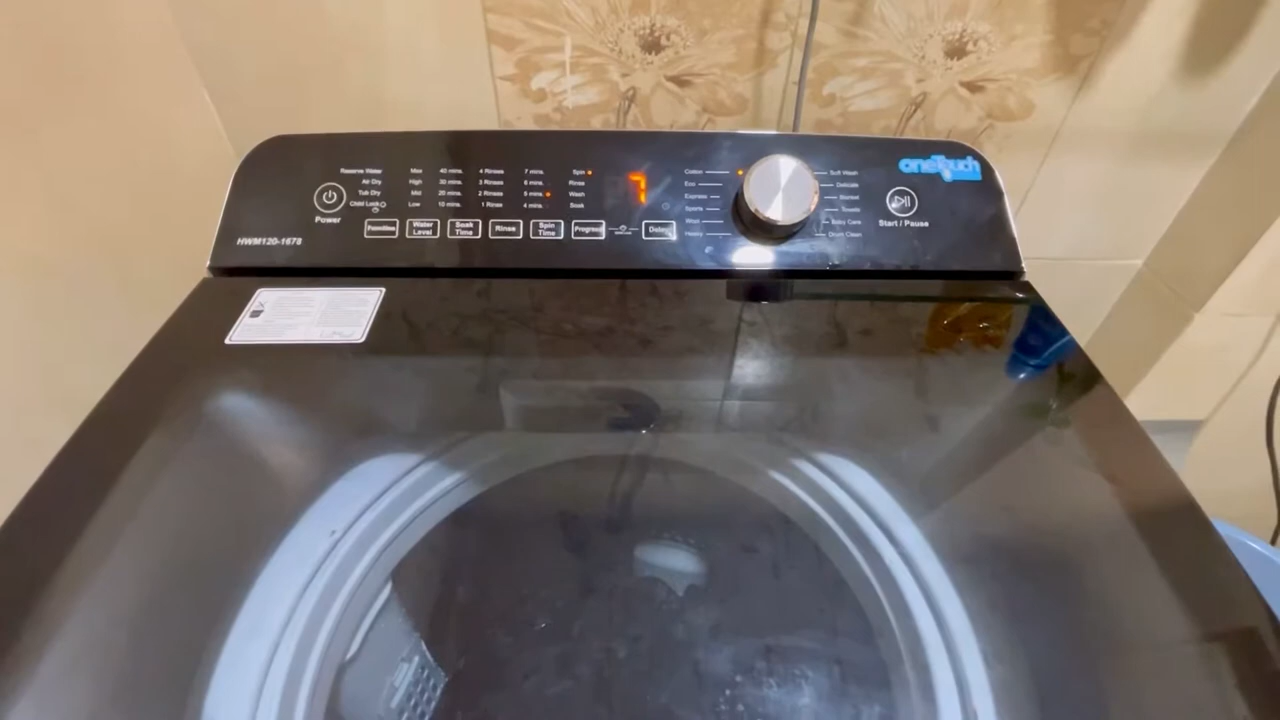 Reserve Water
Air Dry
Tub Dry
Child Lock
Max
High
Mid
Low
40 mins.
30 mins.
20 mins.
10 mins.
4 Rinses
3 Rinses
2 Rinses
1 Rinse
7 mins.
6 mins.
5 mins.
4 mins.
Spin
Rinse
Wash
Soak
7
Cotton
Eco
Express
Sports
Wool
Heavy
Soft Wash
Delicate
Blanket
Towels
Baby Care
Drum Clean
oneTouch
Power
Functions
Water
Level
Soak
Time
Rinse
Spin
Time
Program
Delay
Start / Pause
HWM120-1678